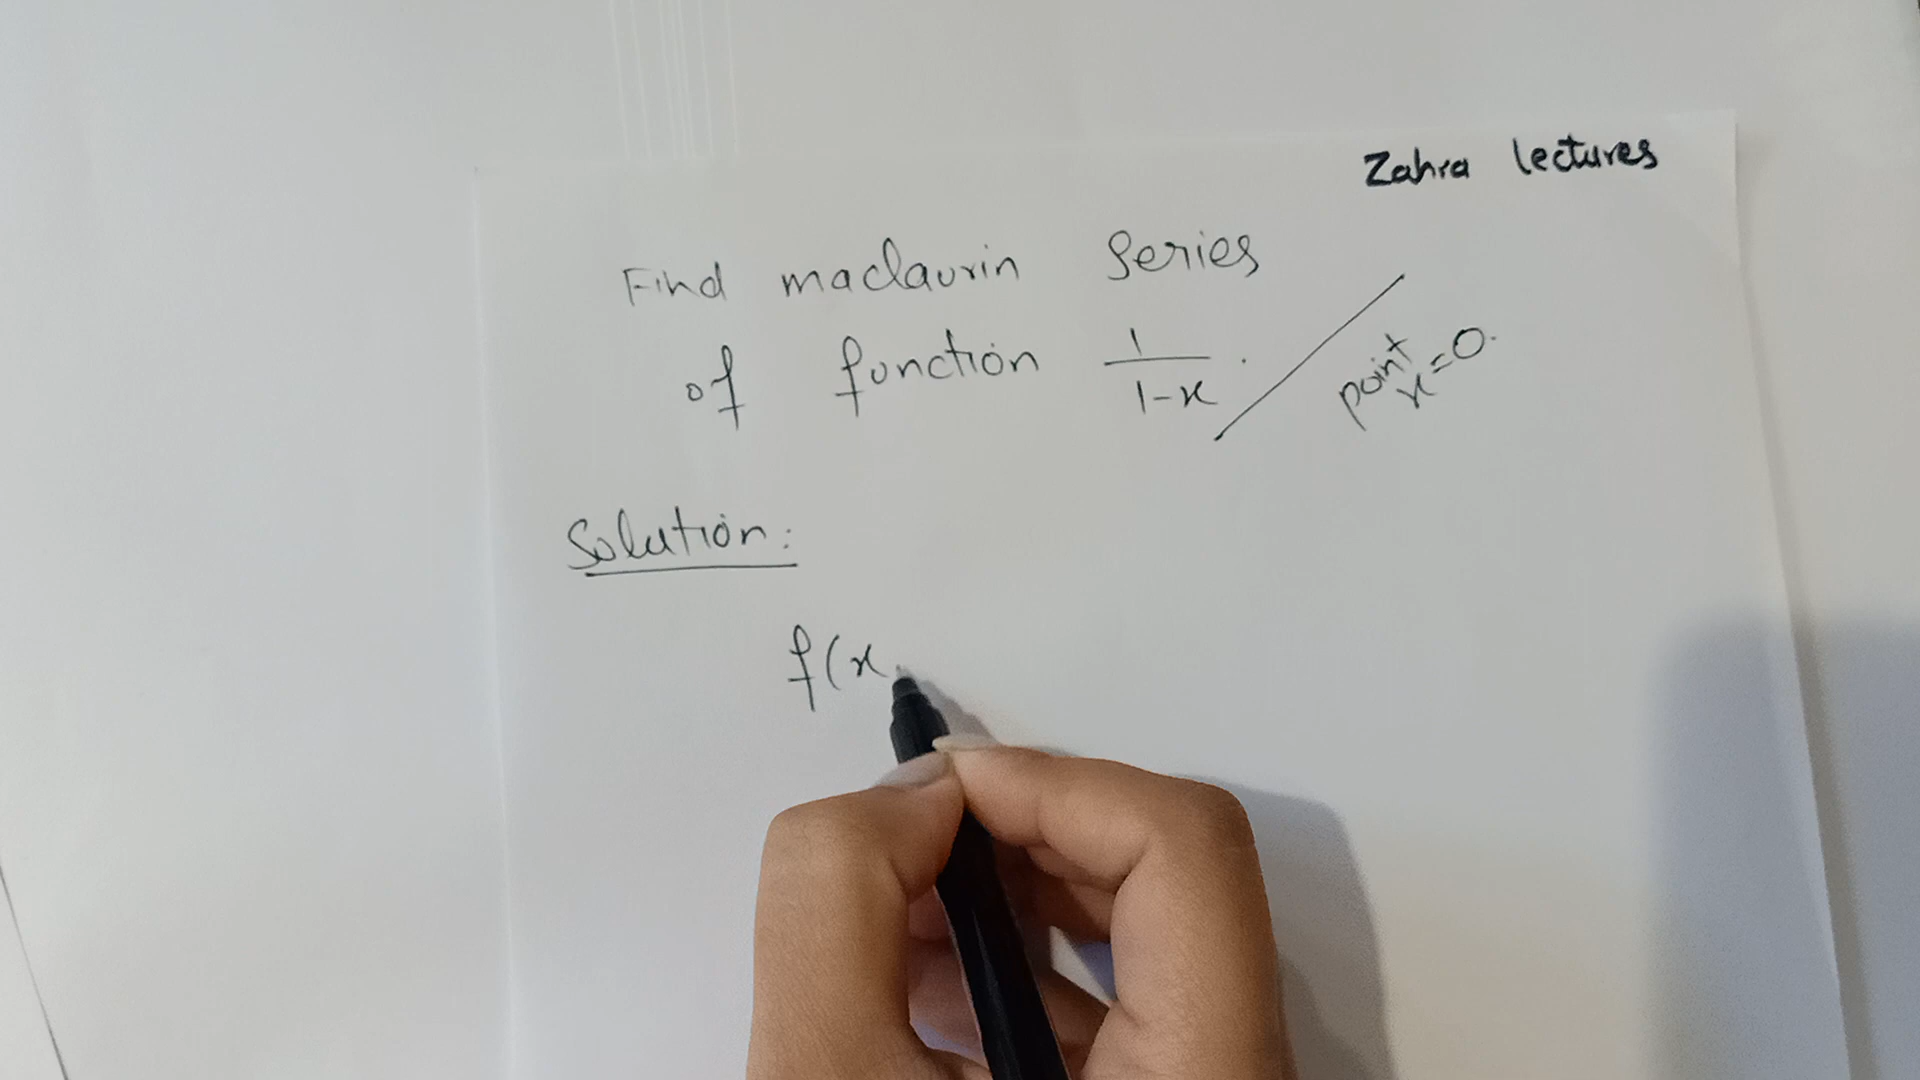 Zahra lectures
Find maclaurin Series
of function 1/(1-x).
point x=0.
Solution:
f(x